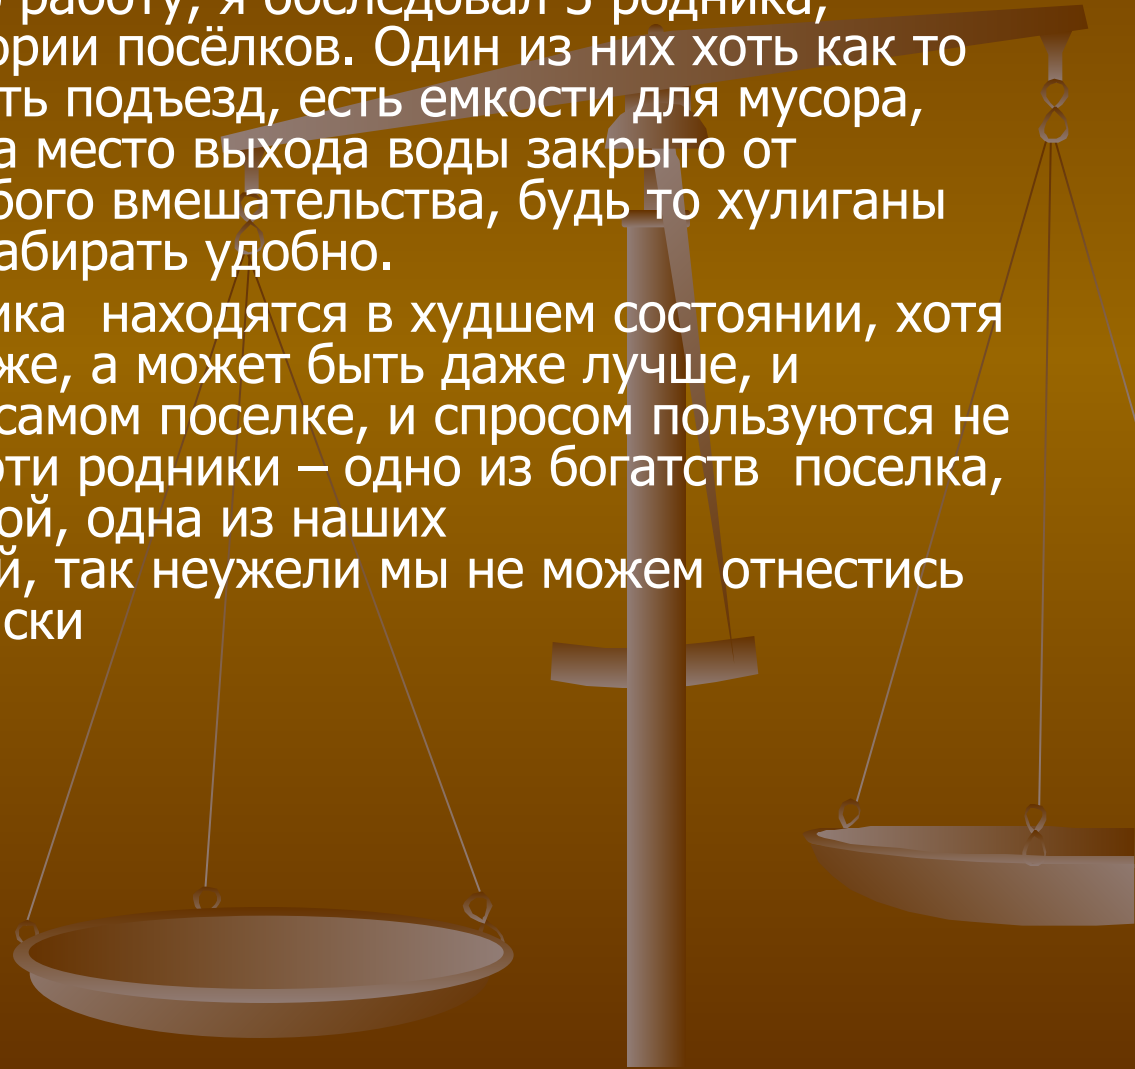 работу, я обследовал 3 родника,
ории посёлков. Один из них хоть как то
ть подъезд, есть емкости для мусора,
а место выхода воды закрыто от
бого вмешательства, будь то хулиганы
абирать удобно.
ика находятся в худшем состоянии, хотя
же, а может быть даже лучше, и
самом поселке, и спросом пользуются не
эти родники – одно из богатств поселка,
ой, одна из наших
й, так неужели мы не можем отнестись
ски